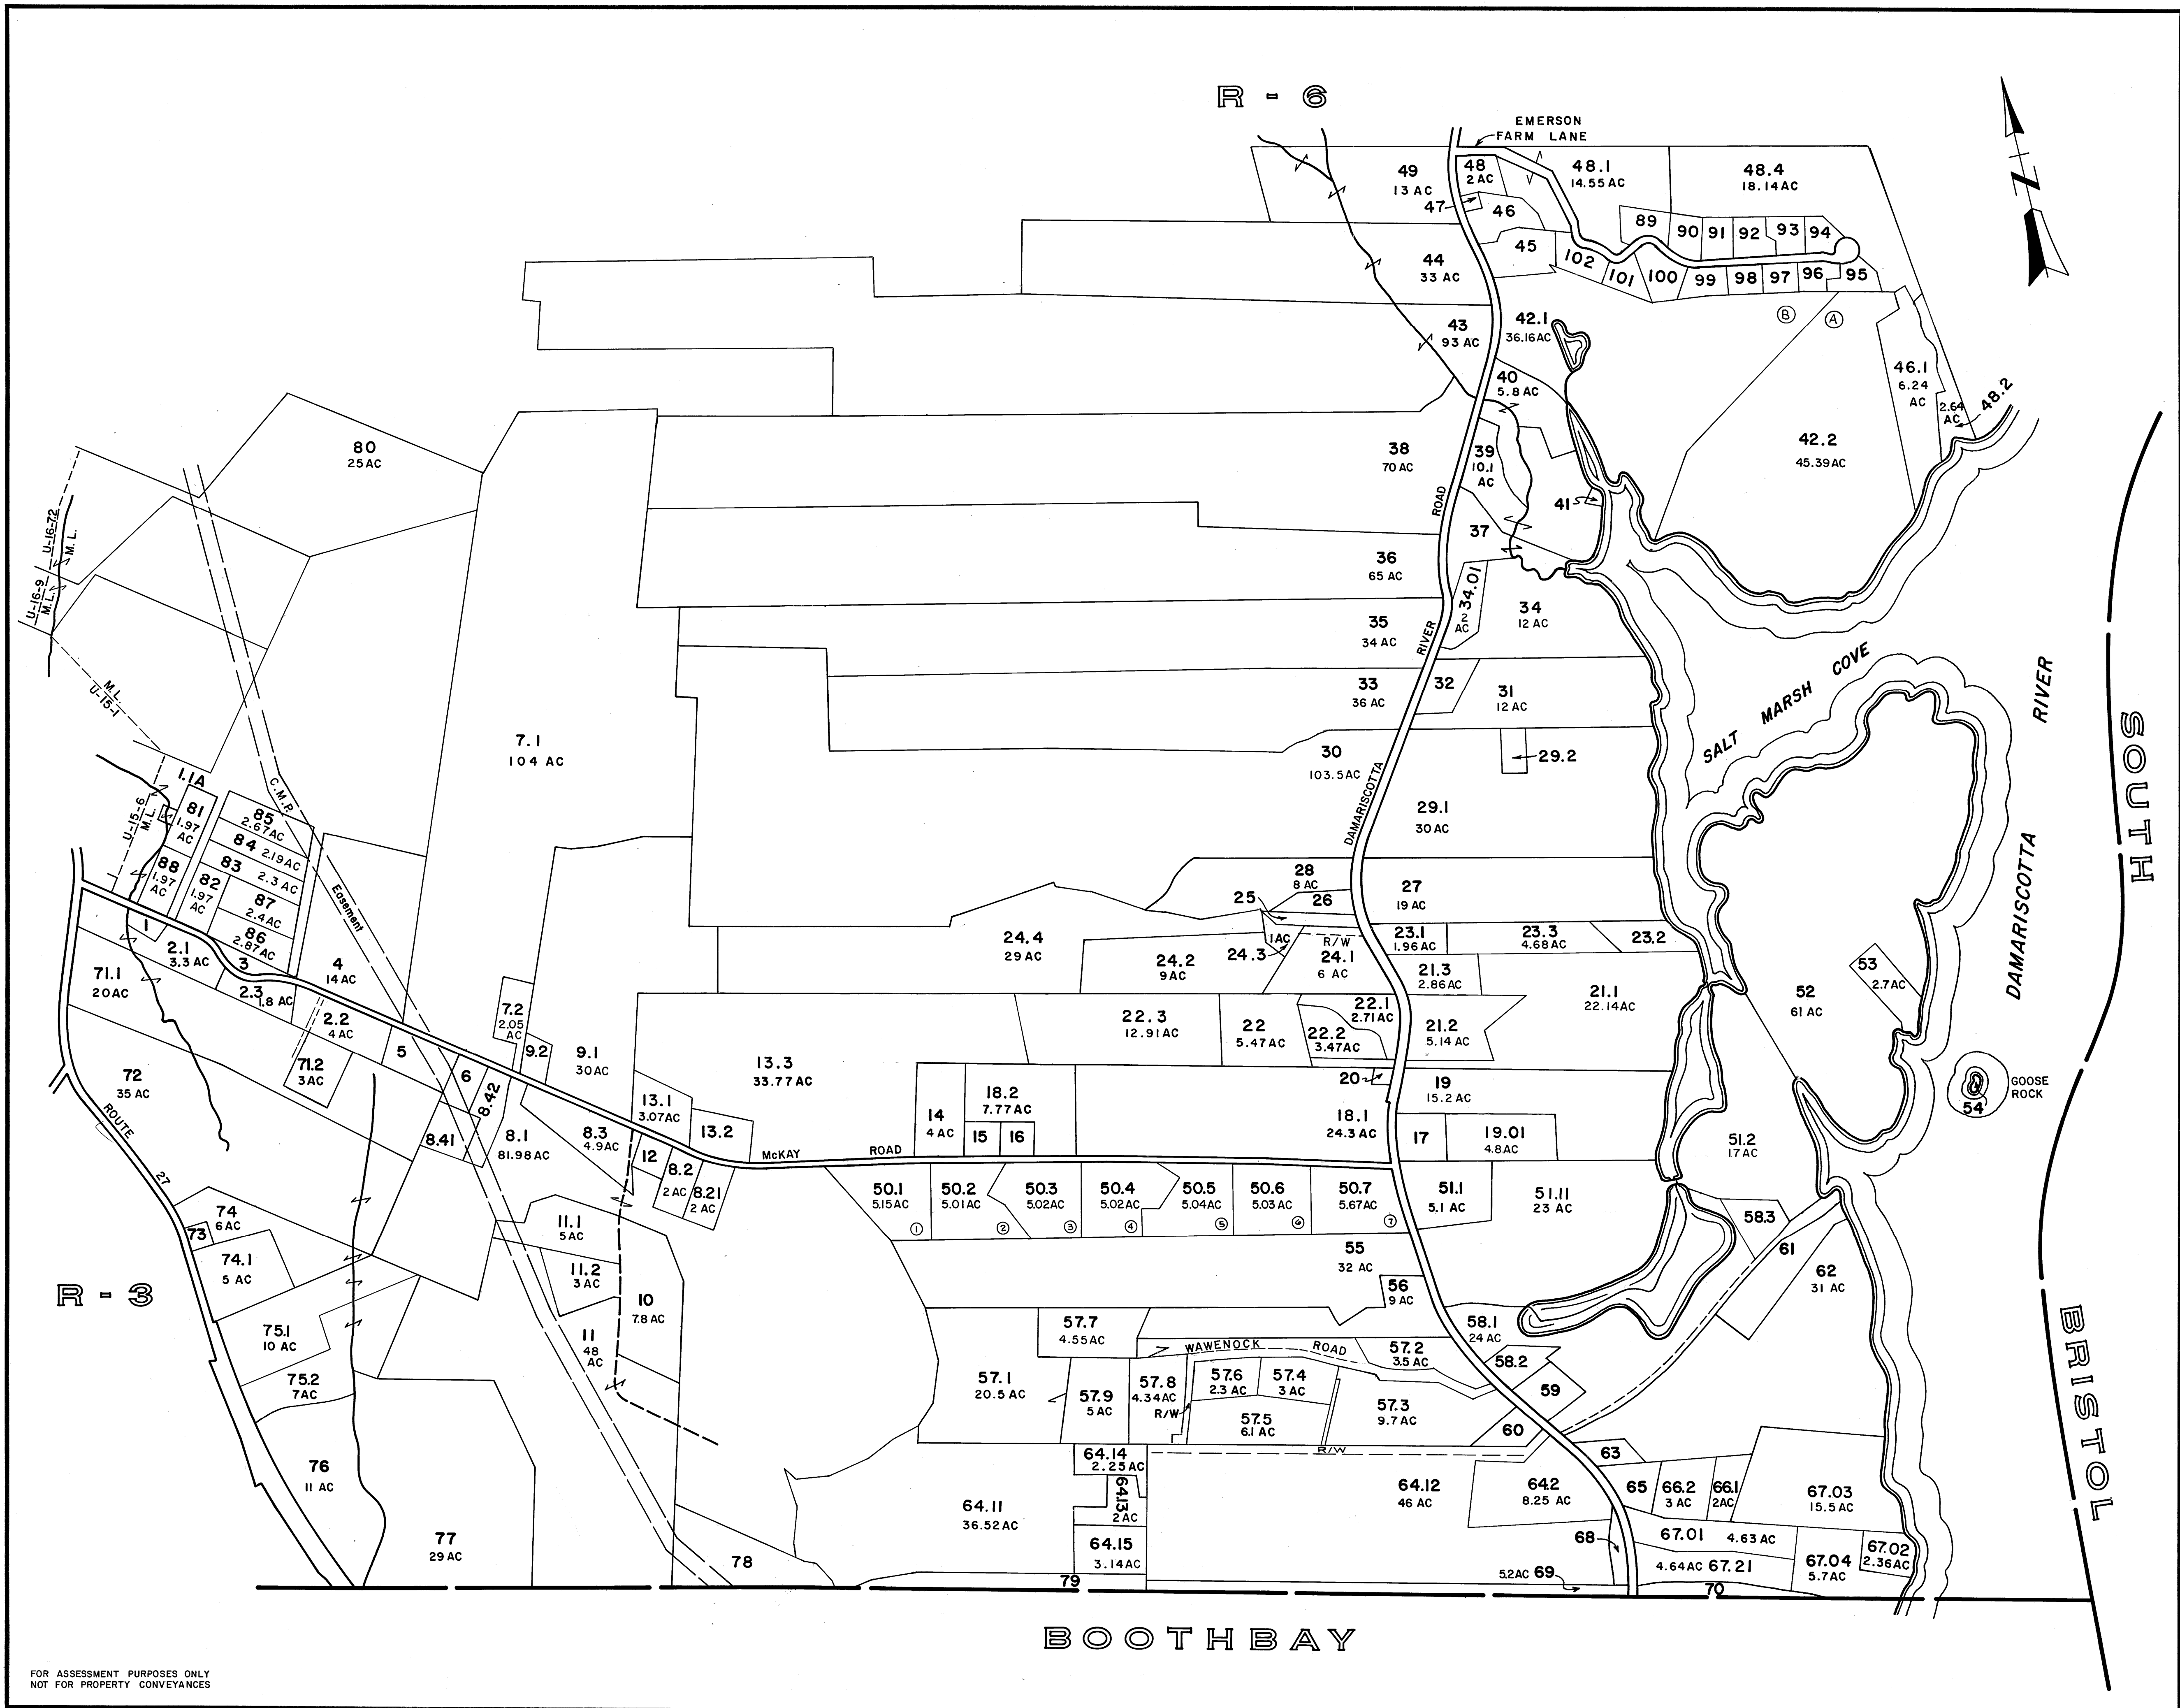 R - 6
EMERSON
FARM LANE
49
13 AC
48
2 AC
48.1
14.55 AC
48.4
18.14 AC
47
46
89
90
91
92
93
94
44
33 AC
45
102
101
100
99
98
97
96
95
B
A
43
93 AC
42.1
36.16 AC
46.1
6.24
AC
40
5.8 AC
2.64
AC
48.2
80
25 AC
38
70 AC
39
10.1
AC
42.2
45.39 AC
ROAD
41
U-16-72
M. L.
37
36
65 AC
U-16-9
M. L.
34.01
2
AC
34
12 AC
35
34 AC
RIVER
M. L.
U-15-1
33
36 AC
32
31
12 AC
SALT MARSH COVE
RIVER
SOUTH
7.1
104 AC
30
103.5 AC
29.2
DAMARISCOTTA
29.1
30 AC
1.1A
C. M. P.
U-15-6
M. L.
81
1.97
AC
85
2.67 AC
84 2.19 AC
83
2.3 AC
88
1.97
AC
82
1.97
AC
87
2.4 AC
86
2.87 AC
Easement
28
8 AC
25
26
27
19 AC
DAMARISCOTTA
1
2.1
3.3 AC
3
4
14 AC
24.4
29 AC
24.2
9 AC
24.3
1 AC
R/W
24.1
6 AC
23.1
1.96 AC
23.3
4.68 AC
23.2
21.3
2.86 AC
53
2.7 AC
71.1
20 AC
2.3
1.8 AC
2.2
4 AC
7.2
2.05
AC
22.3
12.91 AC
22
5.47 AC
22.1
2.71 AC
22.2
3.47 AC
21.2
5.14 AC
21.1
22.14 AC
52
61 AC
71.2
3 AC
5
9.2
9.1
30 AC
13.3
33.77 AC
72
35 AC
6
8.42
20
19
15.2 AC
GOOSE
ROCK
54
ROUTE
27
8.41
8.1
81.98 AC
8.3
4.9 AC
13.1
3.07 AC
13.2
14
4 AC
18.2
7.77 AC
15
16
18.1
24.3 AC
17
19.01
4.8 AC
51.2
17 AC
12
8.2
2 AC
8.21
2 AC
McKAY ROAD
50.1
5.15 AC
1
50.2
5.01 AC
2
50.3
5.02 AC
3
50.4
5.02 AC
4
50.5
5.04 AC
5
50.6
5.03 AC
6
50.7
5.67 AC
7
51.1
5.1 AC
51.11
23 AC
58.3
74
6 AC
73
74.1
5 AC
11.1
5 AC
11.2
3 AC
55
32 AC
61
62
31 AC
R - 3
10
7.8 AC
56
9 AC
BRISTOL
75.1
10 AC
11
48
AC
57.7
4.55 AC
58.1
24 AC
WAWENOCK ROAD
57.2
3.5 AC
58.2
75.2
7 AC
57.1
20.5 AC
57.9
5 AC
57.8
4.34 AC
R/W
57.6
2.3 AC
57.4
3 AC
57.5
6.1 AC
57.3
9.7 AC
59
60
R/W
63
76
11 AC
64.14
2.25 AC
64.13
2 AC
64.11
36.52 AC
64.12
46 AC
64.2
8.25 AC
65
66.2
3 AC
66.1
2 AC
67.03
15.5 AC
77
29 AC
78
64.15
3.14 AC
68
67.01 4.63 AC
67.02
2.36 AC
5.2 AC 69
4.64 AC 67.21
67.04
5.7 AC
79
70
BOOTHBAY
FOR ASSESSMENT PURPOSES ONLY
NOT FOR PROPERTY CONVEYANCES